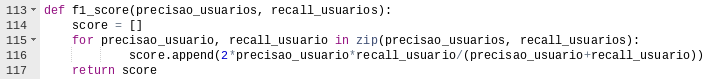 113 def f1_score(precisao_usuarios, recall_usuarios):
114     score = []
115     for precisao_usuario, recall_usuario in zip(precisao_usuarios, recall_usuarios):
116             score.append(2*precisao_usuario*recall_usuario/(precisao_usuario+recall_usuario))
117     return score